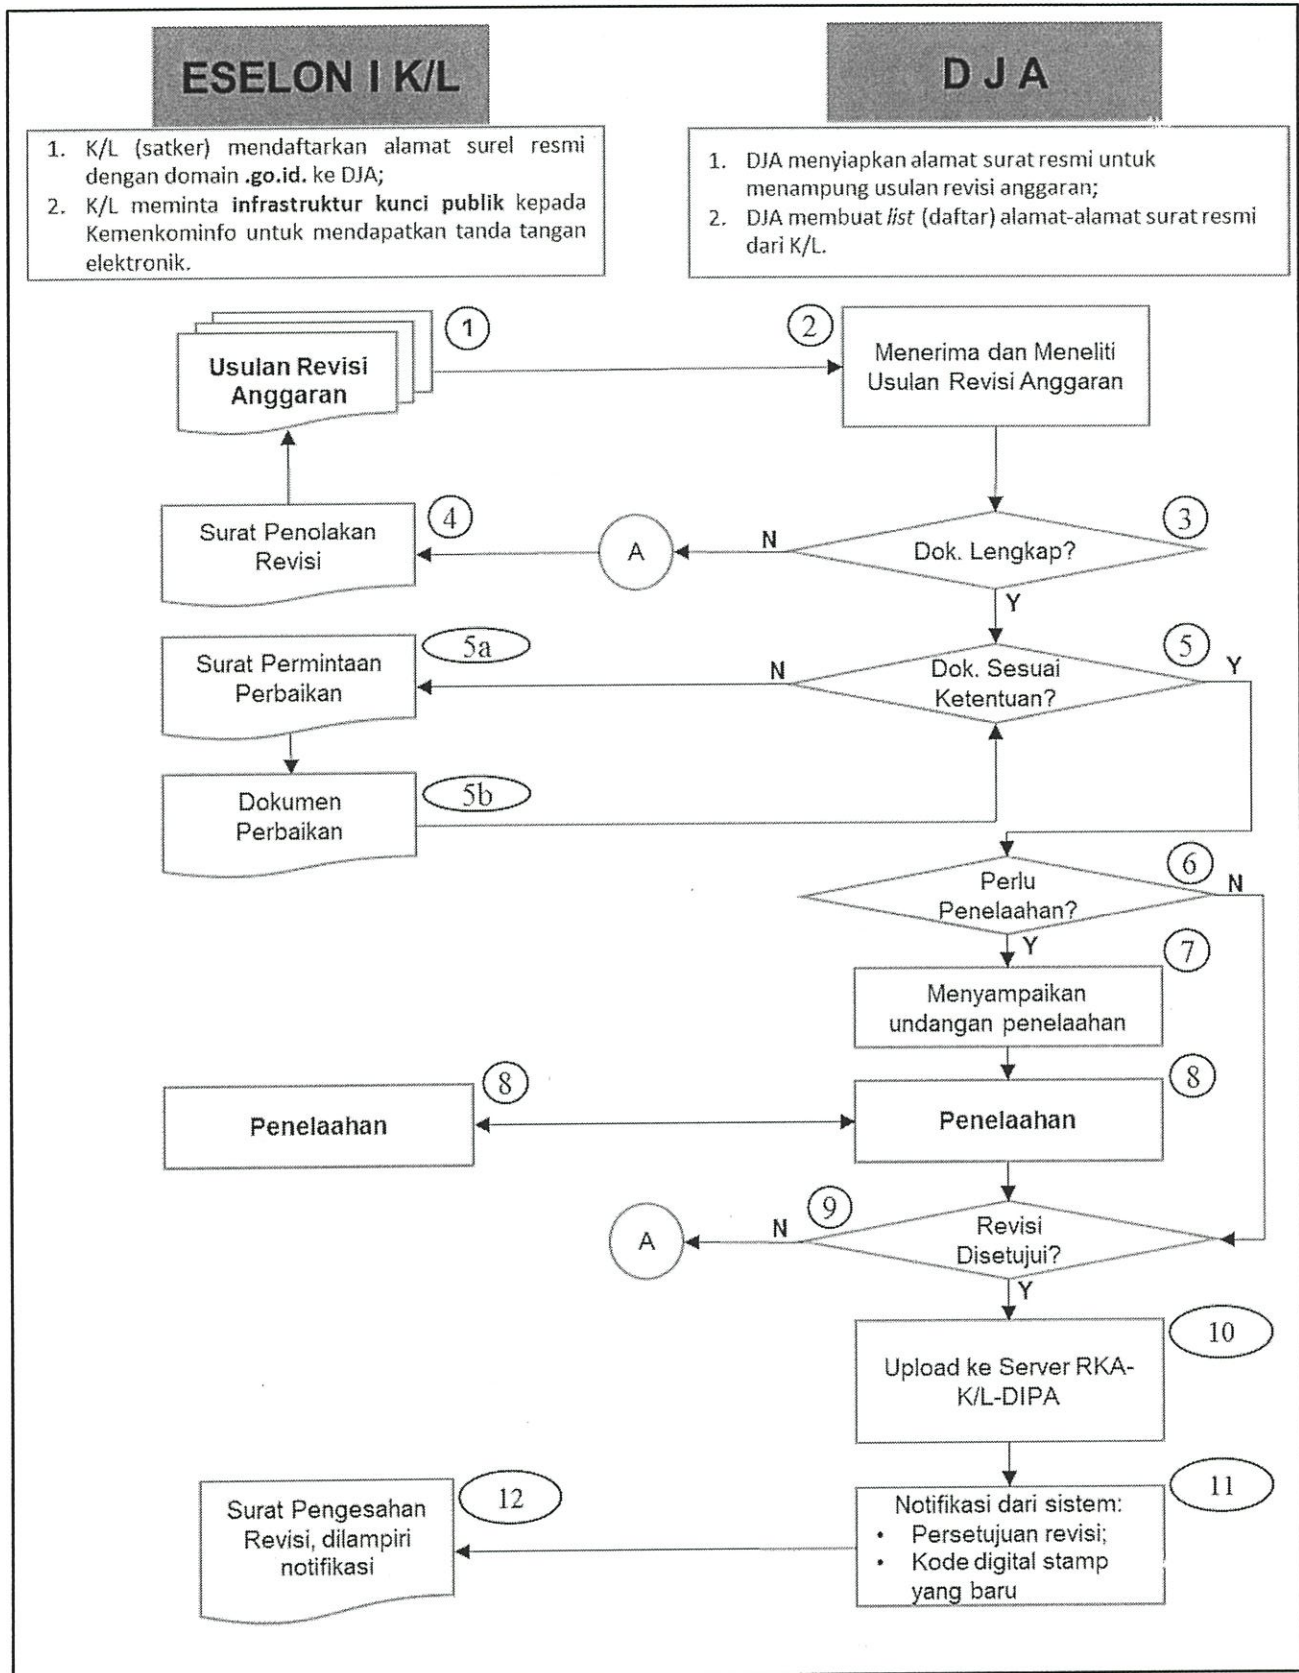 ESELON I K/L
D J A
1. K/L (satker) mendaftarkan alamat surel resmi
dengan domain .go.id. ke DJA;
2. K/L meminta infrastruktur kunci publik kepada
Kemenkominfo untuk mendapatkan tanda tangan
elektronik.
1. DJA menyiapkan alamat surat resmi untuk
menampung usulan revisi anggaran;
2. DJA membuat list (daftar) alamat-alamat surat resmi
dari K/L.
1
Usulan Revisi
Anggaran
2
Menerima dan Meneliti
Usulan Revisi Anggaran
4
Surat Penolakan
Revisi
A
N
3
Dok. Lengkap?
Y
5a
Surat Permintaan
Perbaikan
N
5
Y
Dok. Sesuai
Ketentuan?
5b
Dokumen
Perbaikan
6
N
Perlu
Penelaahan?
Y
7
Menyampaikan
undangan penelaahan
8
Penelaahan
8
Penelaahan
A
N
9
Revisi
Disetujui?
Y
10
Upload ke Server RKA-
K/L-DIPA
11
Notifikasi dari sistem:
• Persetujuan revisi;
• Kode digital stamp
yang baru
12
Surat Pengesahan
Revisi, dilampiri
notifikasi